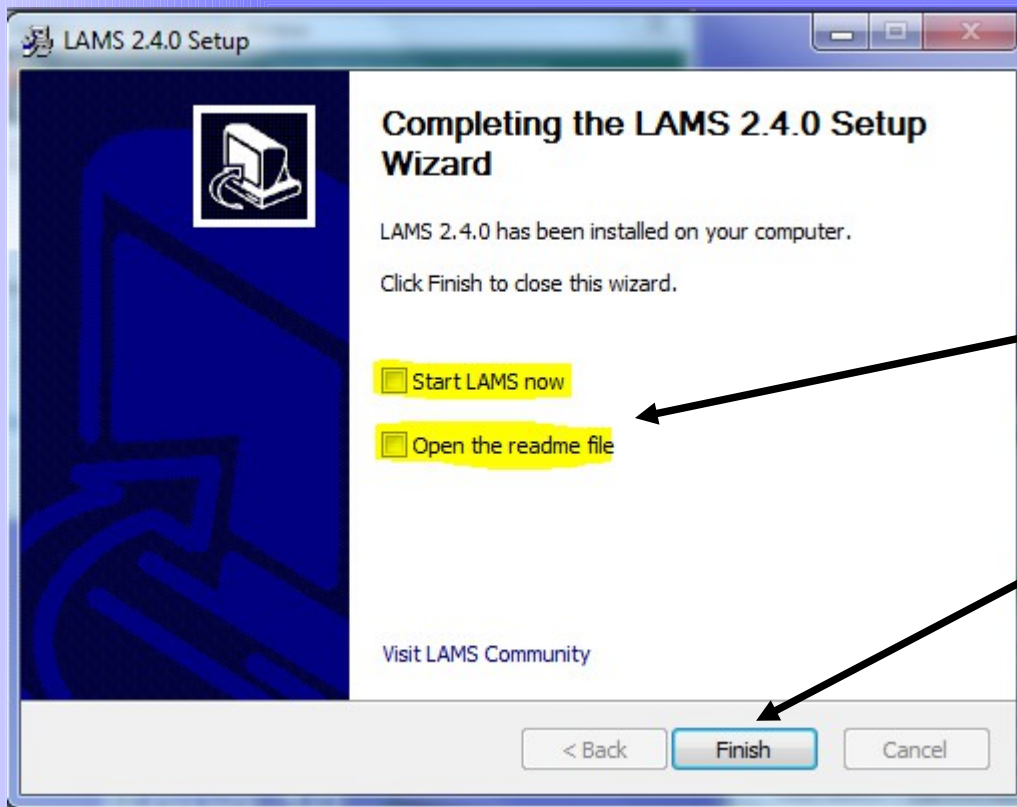 LAMS 2.4.0 Setup
Completing the LAMS 2.4.0 Setup
Wizard
LAMS 2.4.0 has been installed on your computer.
Click Finish to close this wizard.
Start LAMS now
Open the readme file
Visit LAMS Community
< Back
Finish
Cancel